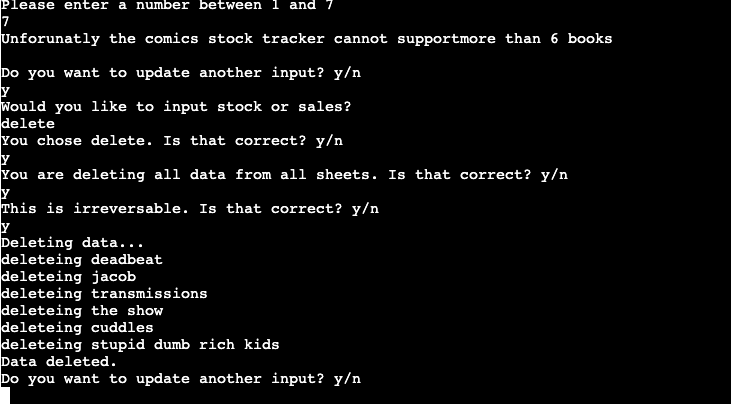 Please enter a number between 1 and 7
7
Unforunatly the comics stock tracker cannot supportmore than 6 books
Do you want to update another input? y/n
y
Would you like to input stock or sales?
delete
You chose delete. Is that correct? y/n
y
You are deleting all data from all sheets. Is that correct? y/n
y
This is irreversable. Is that correct? y/n
y
Deleting data...
deleteing deadbeat
deleteing jacob
deleteing transmissions
deleteing the show
deleteing cuddles
deleteing stupid dumb rich kids
Data deleted.
Do you want to update another input? y/n